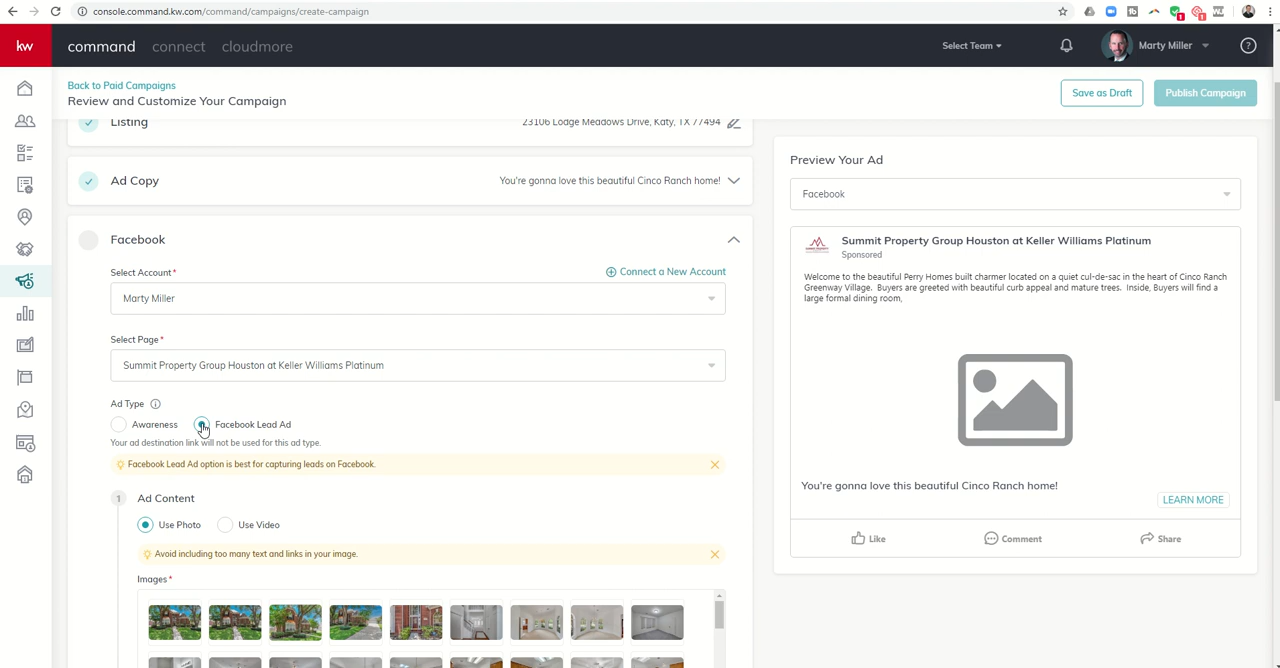 console.command.kw.com/command/campaigns/create-campaign
kw
command connect cloudmore
Select Team
Marty Miller
Back to Paid Campaigns
Review and Customize Your Campaign
Save as Draft
Publish Campaign
Listing
23106 Lodge Meadows Drive, Katy, TX 77494
Ad Copy
You're gonna love this beautiful Cinco Ranch home!
Facebook
Select Account*
Connect a New Account
Marty Miller
Select Page*
Summit Property Group Houston at Keller Williams Platinum
Ad Type
Awareness
Facebook Lead Ad
Your ad destination link will not be used for this ad type.
Facebook Lead Ad option is best for capturing leads on Facebook.
1 Ad Content
Use Photo
Use Video
Avoid including too many text and links in your image.
Images*
Preview Your Ad
Facebook
Summit Property Group Houston at Keller Williams Platinum
Sponsored
Welcome to the beautiful Perry Homes built charmer located on a quiet cul-de-sac in the heart of Cinco Ranch
Greenway Village. Buyers are greeted with beautiful curb appeal and mature trees. Inside, Buyers will find a
large formal dining room,
You're gonna love this beautiful Cinco Ranch home!
LEARN MORE
Like
Comment
Share